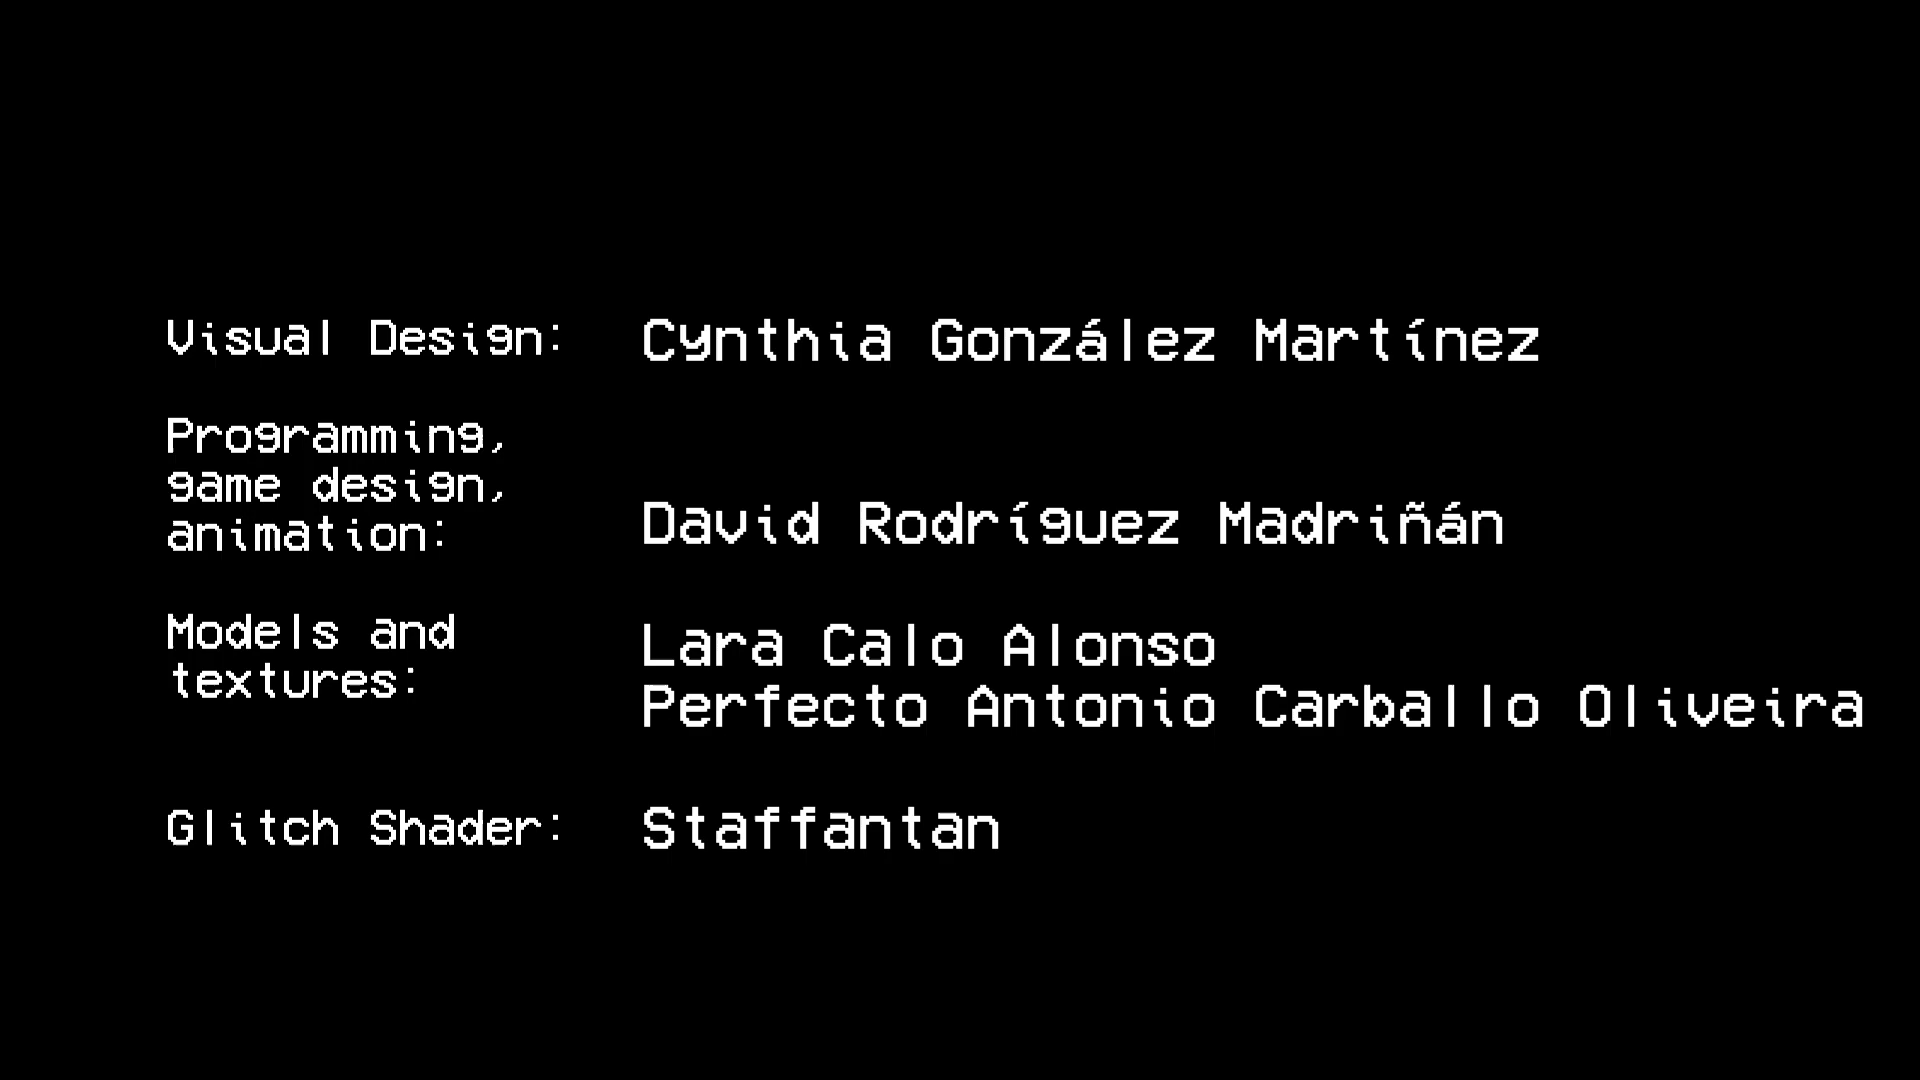 Visual Design: Cynthia González Martínez
Programming,
game design,
animation: David Rodríguez Madriñán
Models and Lara Calo Alonso
textures: Perfecto Antonio Carballo Oliveira
Glitch Shader: Staffantan